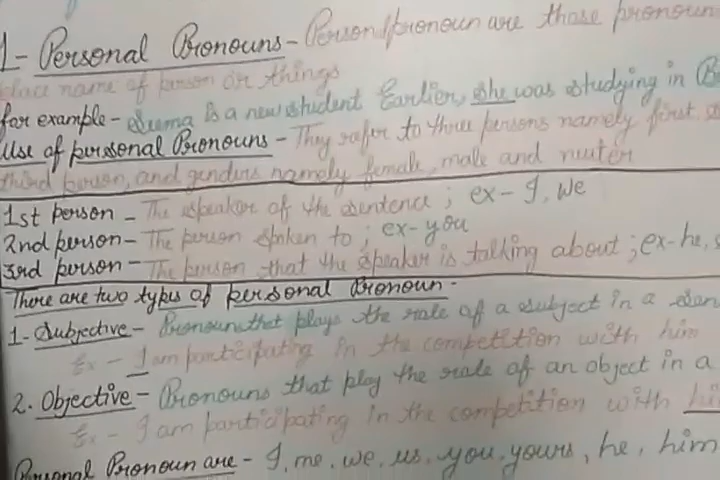 1- Personal Pronouns - Personal pronoun are those pronoun
place name of person or things
for example - Seema is a new student Earlier, she was studying in
Use of personal Pronouns - They refer to three persons namely first,
third person, and genders namely female, male and neuter
1st person - The speaker of the sentence ; ex - I, we
2nd person - The person spoken to ; ex - you
3rd person - The person that the speaker is talking about ; ex - he,
There are two types of personal Pronoun -
1- Subjective - Pronouns that plays the role of a subject in a
Ex - I am participating in the competition with him
2. Objective - Pronouns that play the role of an object in a
Ex - I am participating in the competition with
Personal Pronoun are - I, me, we, us, you, yours, he, him